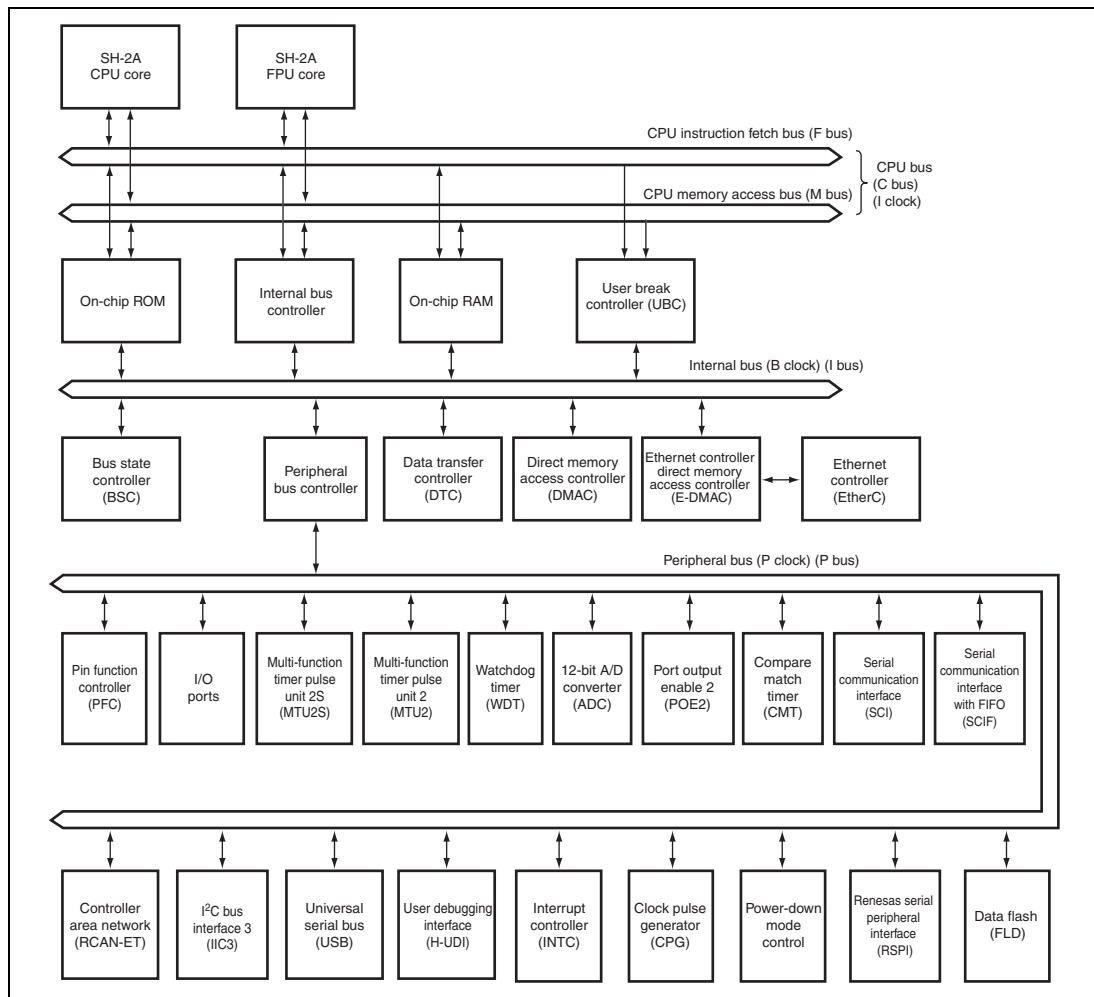 SH-2A
CPU core
SH-2A
FPU core
CPU instruction fetch bus (F bus)
CPU bus
(C bus)
(I clock)
CPU memory access bus (M bus)
On-chip ROM
Internal bus
controller
On-chip RAM
User break
controller (UBC)
Internal bus (B clock) (I bus)
Bus state
controller
(BSC)
Peripheral
bus controller
Data transfer
controller
(DTC)
Direct memory
access controller
(DMAC)
Ethernet controller
direct memory
access controller
(E-DMAC)
Ethernet
controller
(EtherC)
Peripheral bus (P clock) (P bus)
Pin function
controller
(PFC)
I/O
ports
Multi-function
timer pulse
unit 2S
(MTU2S)
Multi-function
timer pulse
unit 2
(MTU2)
Watchdog
timer
(WDT)
12-bit A/D
converter
(ADC)
Port output
enable 2
(POE2)
Compare
match
timer
(CMT)
Serial
communication
interface
(SCI)
Serial
communication
interface
with FIFO
(SCIF)
Controller
area network
(RCAN-ET)
I²C bus
interface 3
(IIC3)
Universal
serial bus
(USB)
User debugging
interface
(H-UDI)
Interrupt
controller
(INTC)
Clock pulse
generator
(CPG)
Power-down
mode
control
Renesas serial
peripheral
interface
(RSPI)
Data flash
(FLD)